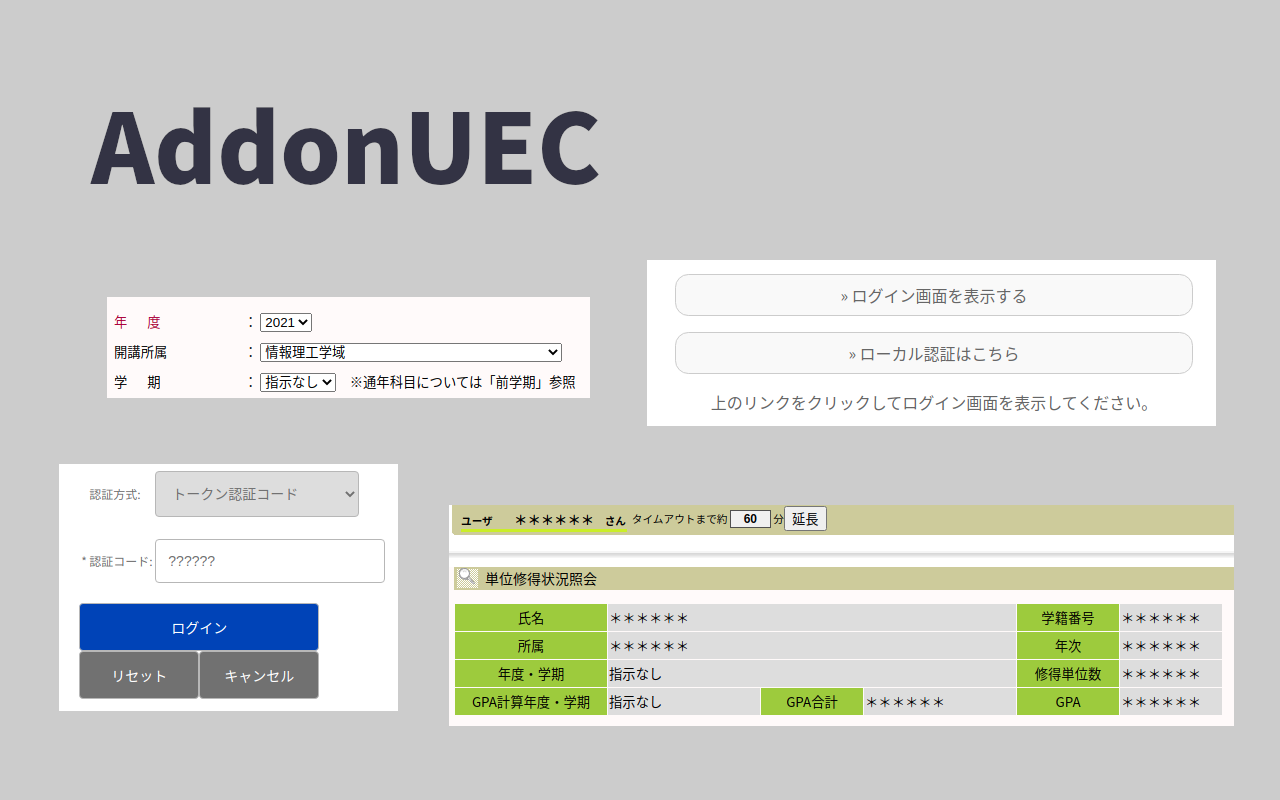 AddonUEC
年 度 : 2021
開講所属 : 情報理工学域
学 期 : 指示なし ※通年科目については「前学期」参照
» ログイン画面を表示する
» ローカル認証はこちら
上のリンクをクリックしてログイン画面を表示してください。
認証方式: トークン認証コード
* 認証コード: ??????
ログイン
リセット キャンセル
ユーザ ****** さん タイムアウトまで約 60 分 延長
単位修得状況照会
氏名 ****** 学籍番号 ******
所属 ****** 年次 ******
年度・学期 指示なし 修得単位数 ******
GPA計算年度・学期 指示なし GPA合計 ****** GPA ******